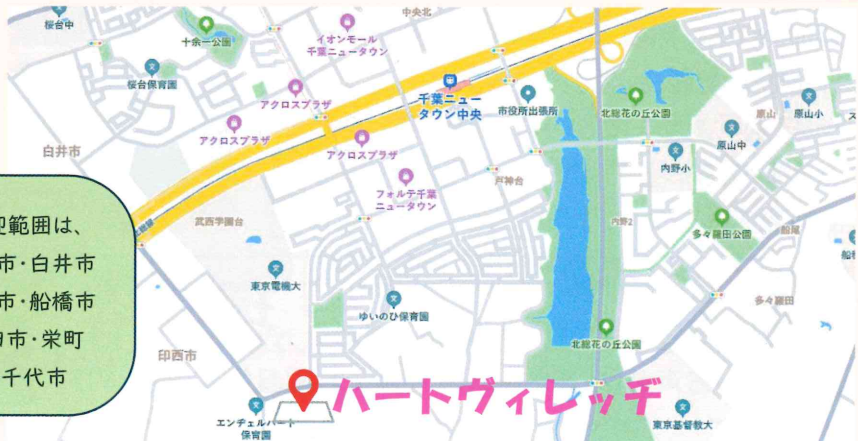 中央北
桜台中
十余一公園
イオンモール
千葉ニュータウン
桜台保育園
アクロスプラザ
千葉ニュー
タウン中央
市役所出張所
北総花の丘公園
原山
原山小
アクロスプラザ
原山中
白井市
アクロスプラザ
内野小
戸神台
フォルテ千葉
ニュータウン
迎範囲は、
市・白井市
市・船橋市
市・栄町
千代市
武西学園台
内野2
多々羅田公園
船尾
東京電機大
多々羅田
ゆいのひ保育園
印西市
北総花の丘公園
ハートヴィレッヂ
エンチェルハート
保育園
東京基督教大